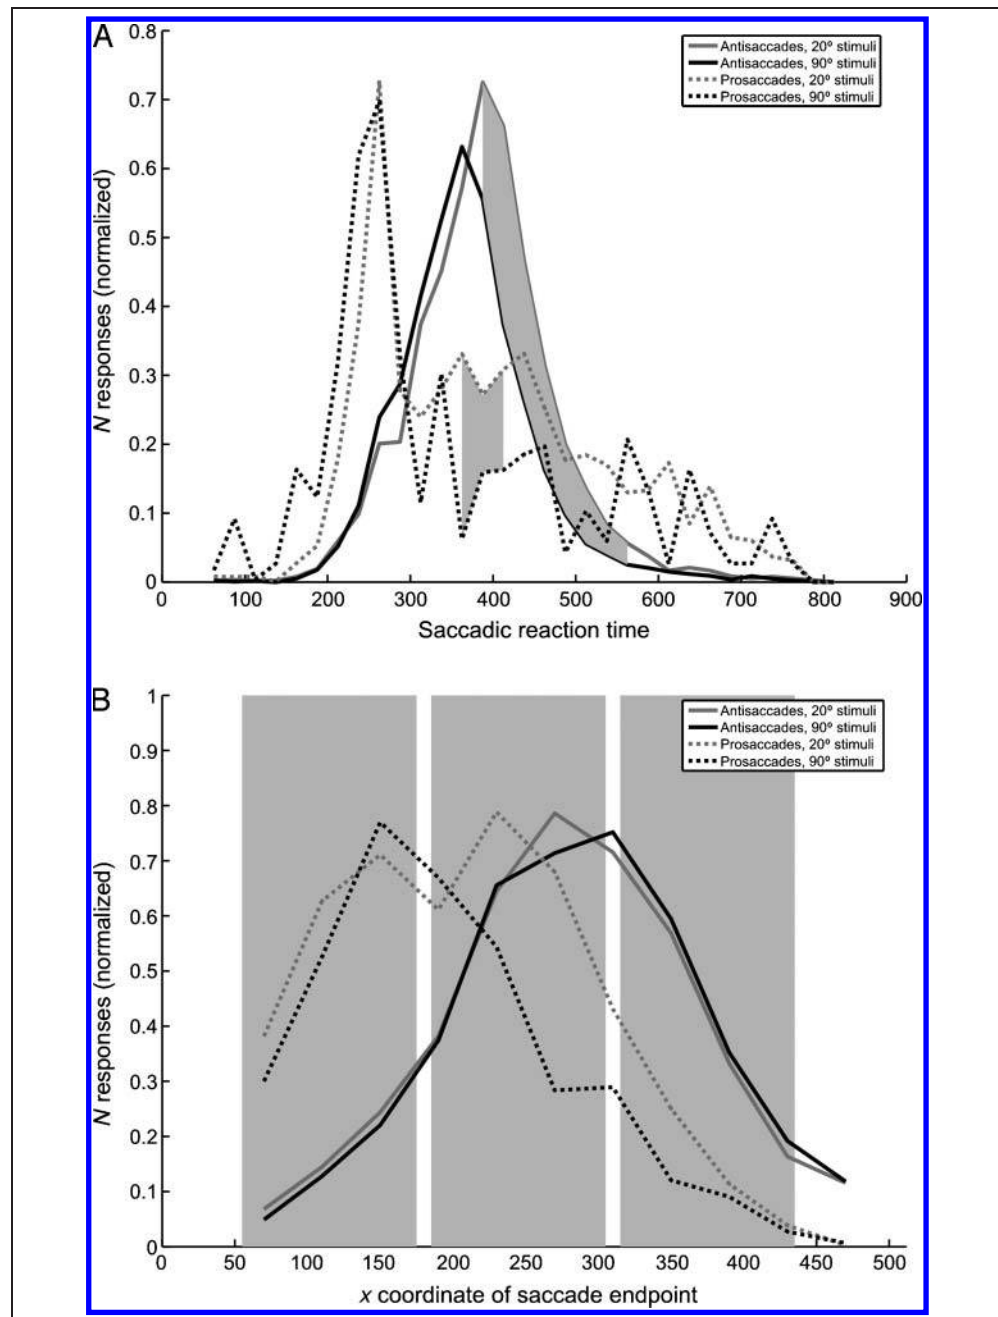 A
0.8
0.7
0.6
0.5
0.4
0.3
0.2
0.1
0
N responses (normalized)
Antisaccades, 20º stimuli
Antisaccades, 90º stimuli
Prosaccades, 20º stimuli
Prosaccades, 90º stimuli
0 100 200 300 400 500 600 700 800 900
Saccadic reaction time
B
1
0.9
0.8
0.7
0.6
0.5
0.4
0.3
0.2
0.1
0
N responses (normalized)
Antisaccades, 20º stimuli
Antisaccades, 90º stimuli
Prosaccades, 20º stimuli
Prosaccades, 90º stimuli
0 50 100 150 200 250 300 350 400 450 500
x coordinate of saccade endpoint